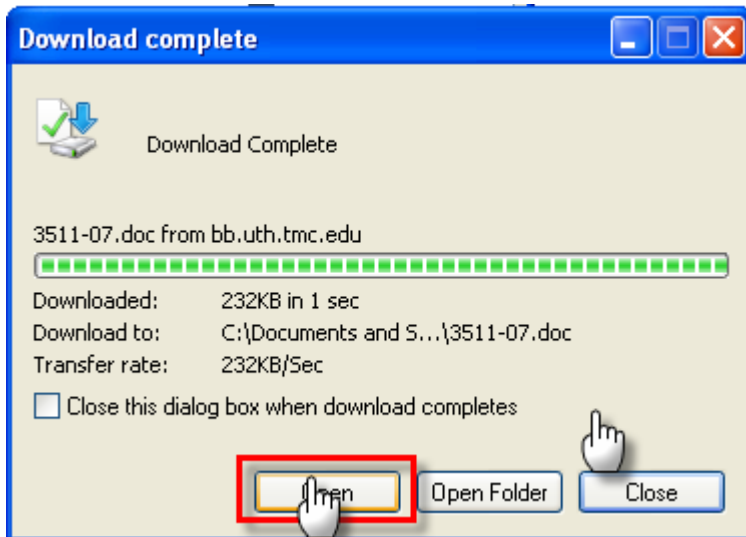 Download complete
Download Complete
3511-07.doc from bb.uth.tmc.edu
Downloaded: 232KB in 1 sec
Download to: C:\Documents and S...\3511-07.doc
Transfer rate: 232KB/Sec
Close this dialog box when download completes
Open Open Folder Close